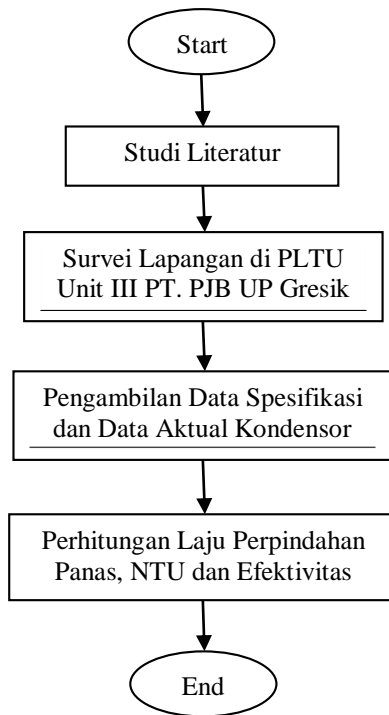 Start
Studi Literatur
Survei Lapangan di PLTU
Unit III PT. PJB UP Gresik
Pengambilan Data Spesifikasi
dan Data Aktual Kondensor
Perhitungan Laju Perpindahan
Panas, NTU dan Efektivitas
End